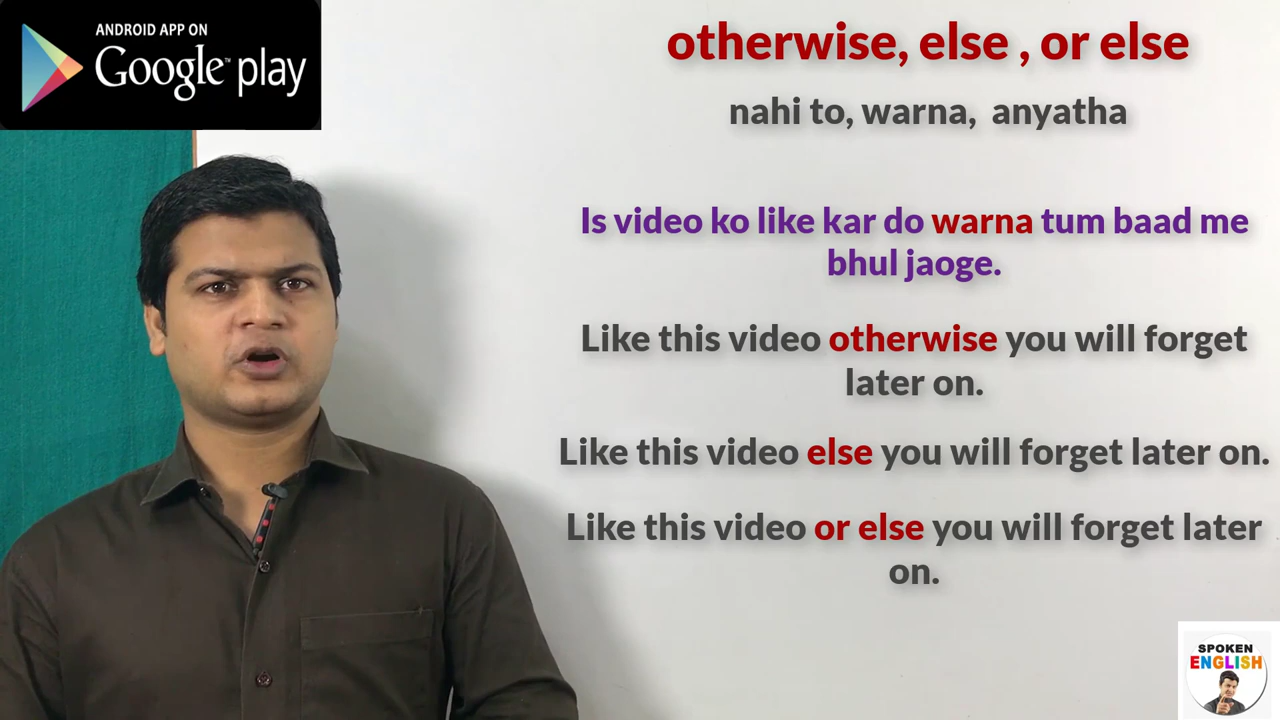 ANDROID APP ON
Google play
otherwise, else , or else
nahi to, warna, anyatha
Is video ko like kar do warna tum baad me
bhul jaoge.
Like this video otherwise you will forget
later on.
Like this video else you will forget later on.
Like this video or else you will forget later
on.
SPOKEN
ENGLISH